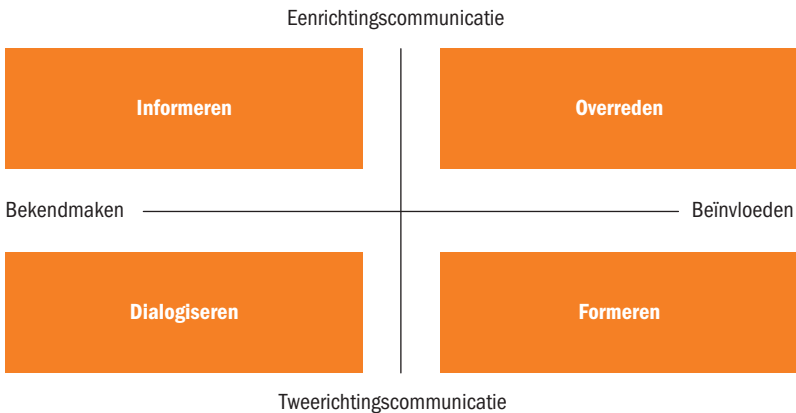 Eenrichtingscommunicatie
Informeren
Overreden
Bekendmaken
Beïnvloeden
Dialogiseren
Formeren
Tweerichtingscommunicatie